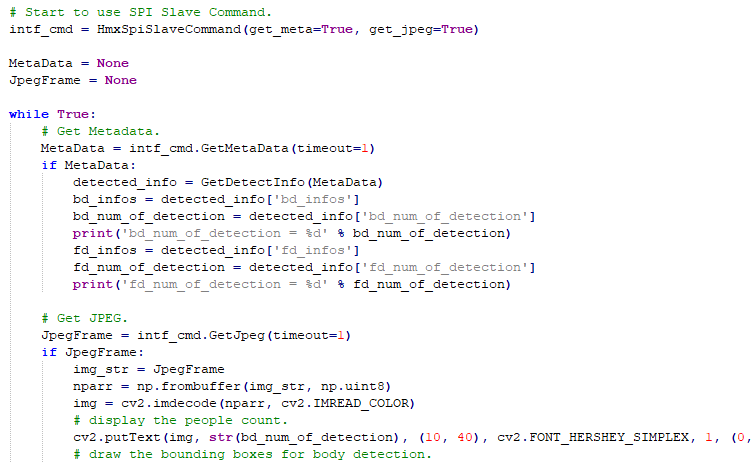 # Start to use SPI Slave Command.
intf_cmd = HmxSpiSlaveCommand(get_meta=True, get_jpeg=True)
MetaData = None
JpegFrame = None
while True:
# Get Metadata.
MetaData = intf_cmd.GetMetaData(timeout=1)
if MetaData:
detected_info = GetDetectInfo(MetaData)
bd_infos = detected_info['bd_infos']
bd_num_of_detection = detected_info['bd_num_of_detection']
print('bd_num_of_detection = %d' % bd_num_of_detection)
fd_infos = detected_info['fd_infos']
fd_num_of_detection = detected_info['fd_num_of_detection']
print('fd_num_of_detection = %d' % fd_num_of_detection)
# Get JPEG.
JpegFrame = intf_cmd.GetJpeg(timeout=1)
if JpegFrame:
img_str = JpegFrame
nparr = np.frombuffer(img_str, np.uint8)
img = cv2.imdecode(nparr, cv2.IMREAD_COLOR)
# display the people count.
cv2.putText(img, str(bd_num_of_detection), (10, 40), cv2.FONT_HERSHEY_SIMPLEX, 1, (0,
# draw the bounding boxes for body detection.